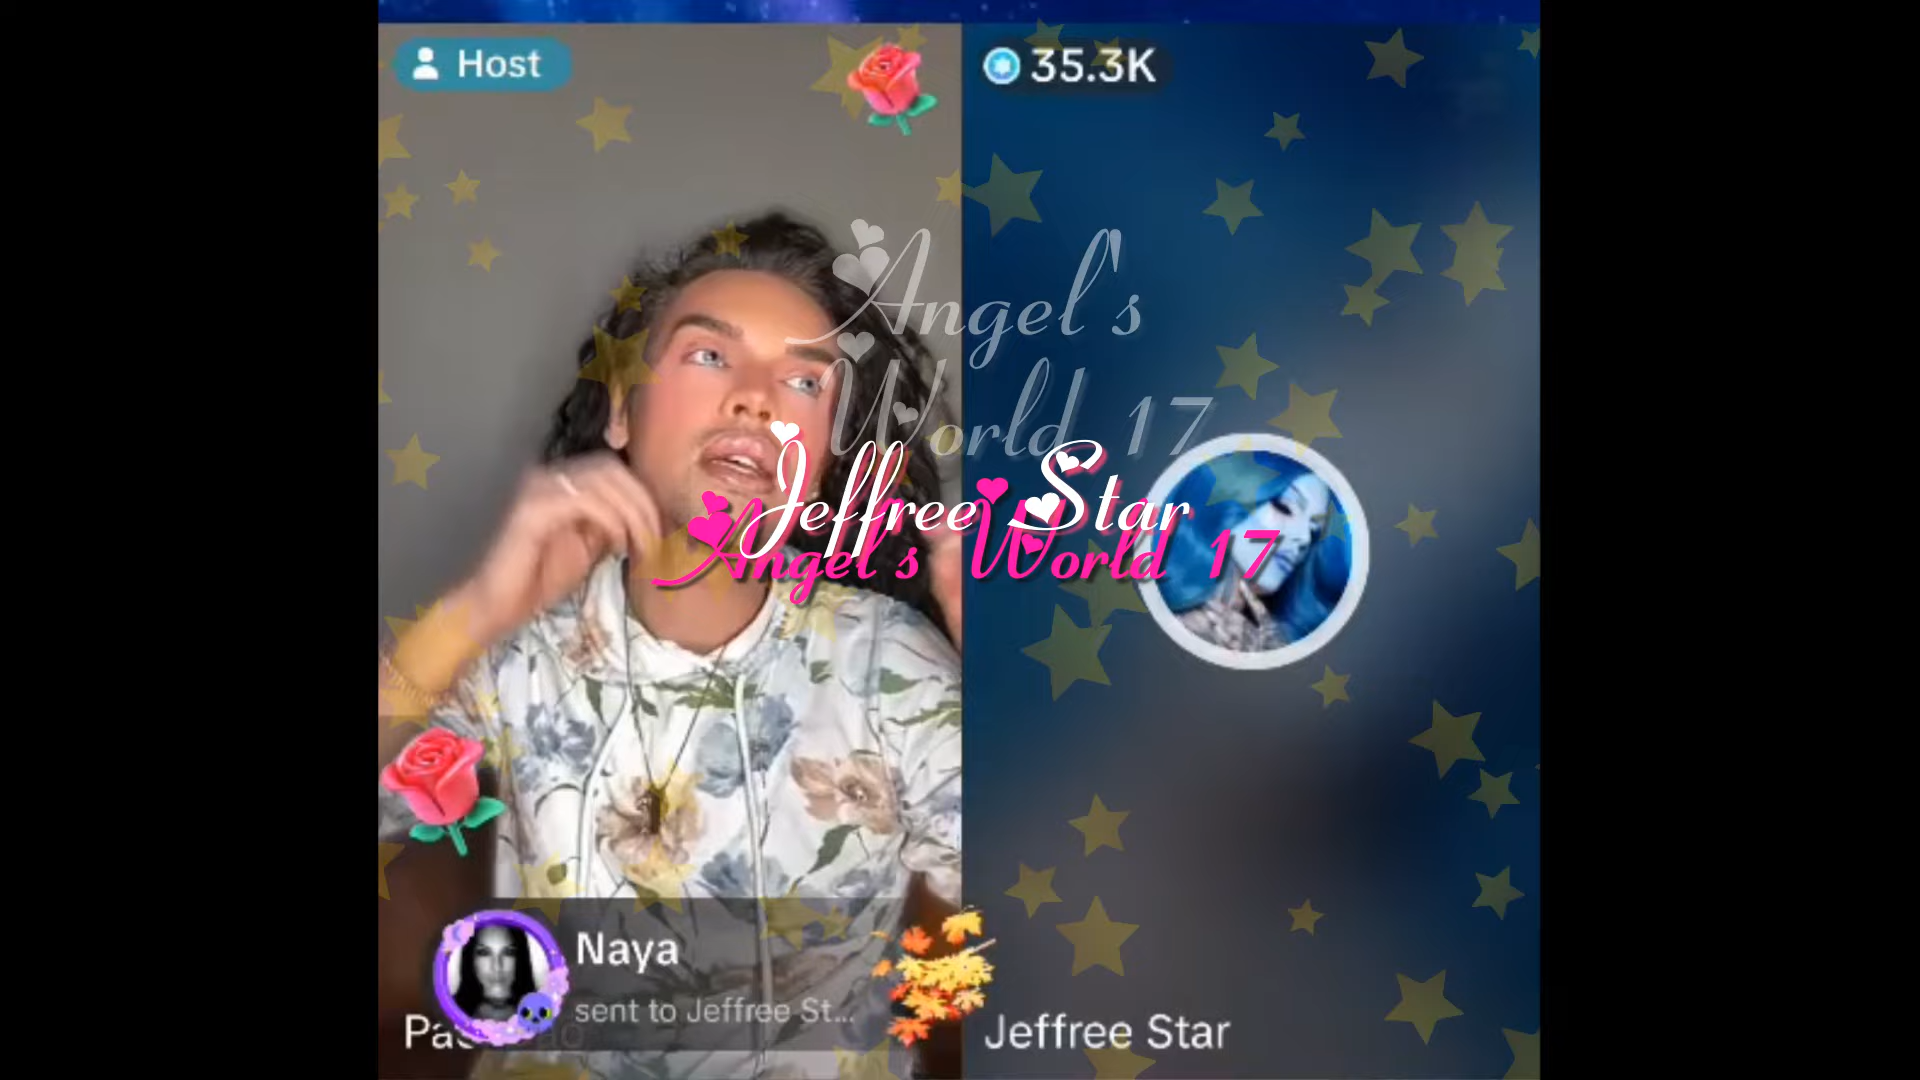 Host
35.3K
Angel's
World 17
Jeffree Star
Angel's World 17
Naya
sent to Jeffree St...
Jeffree Star